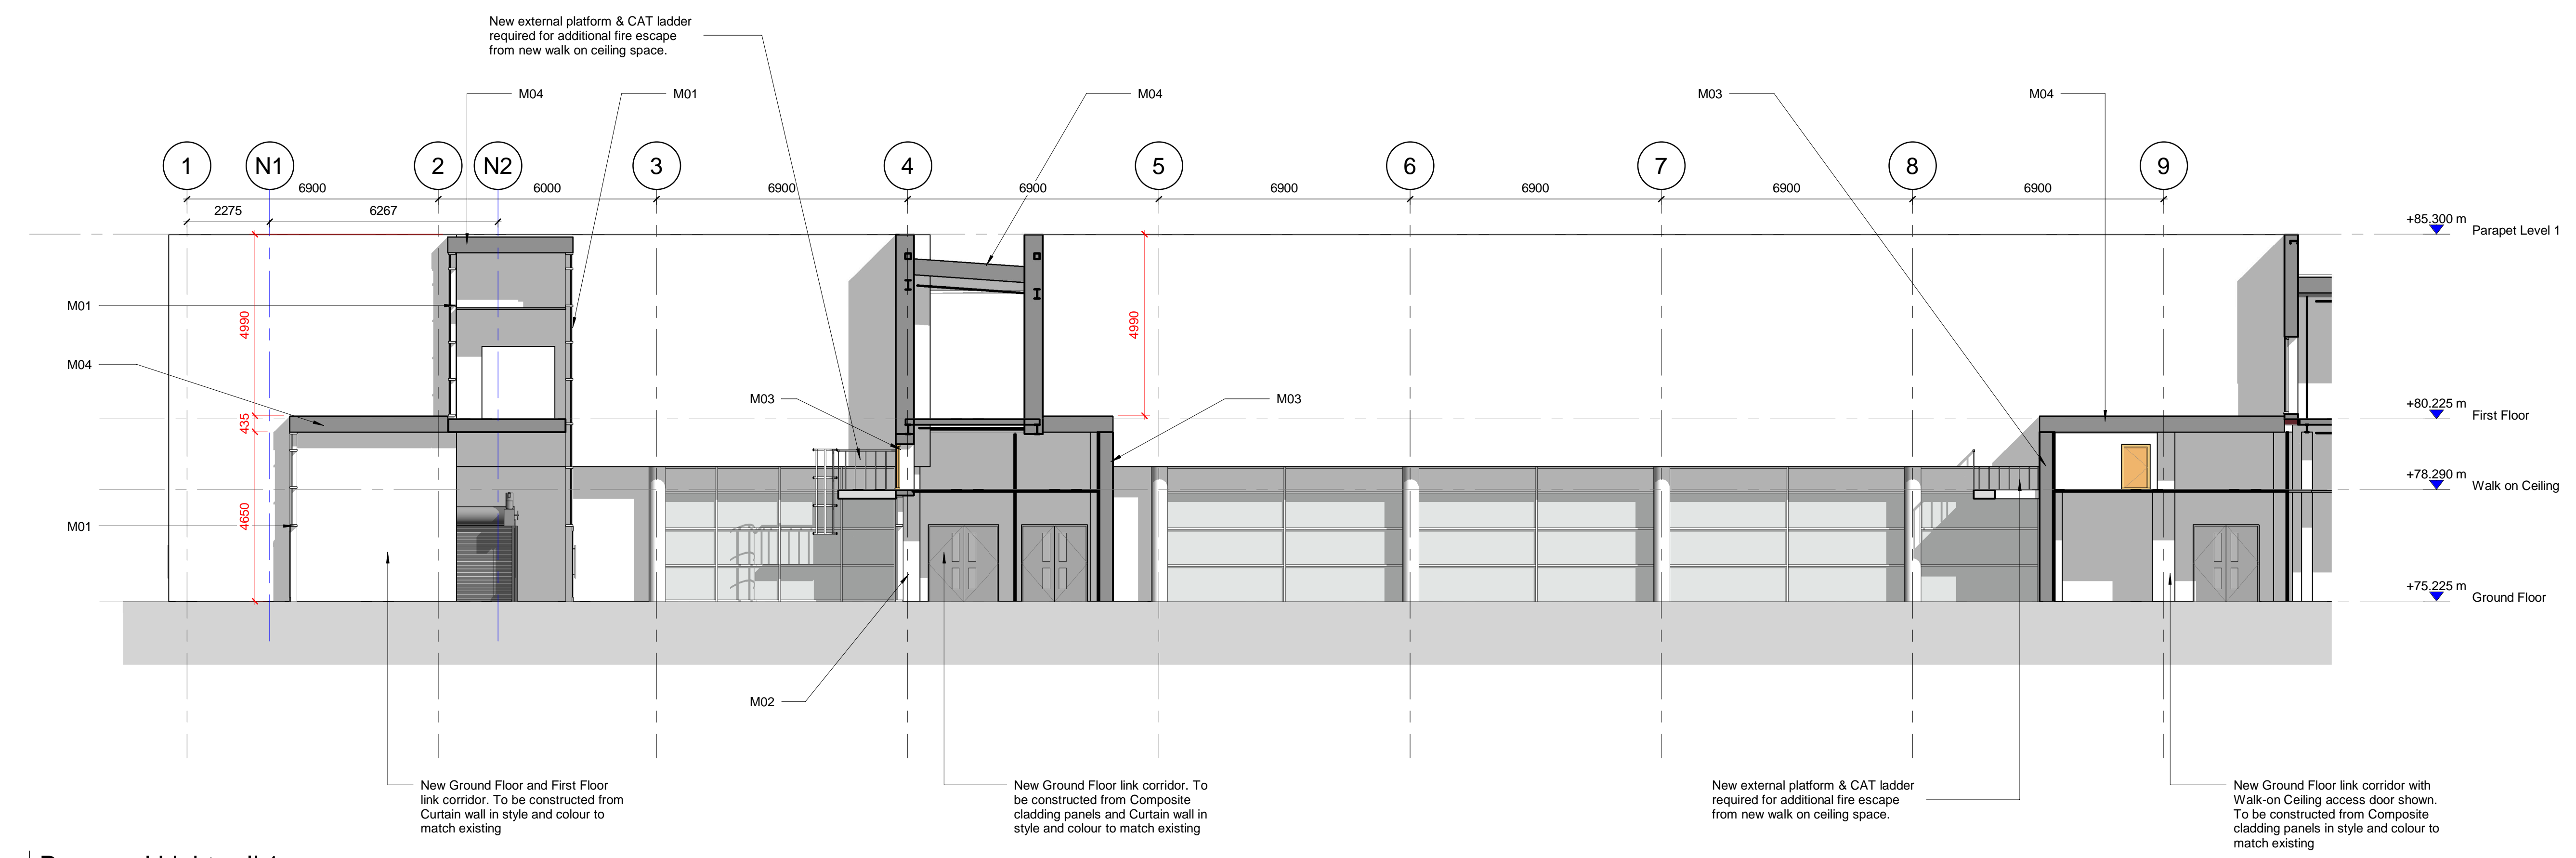 New external platform & CAT ladder
required for additional fire escape
from new walk on ceiling space.
M04
M01
M04
M03
M04
1
N1
2
N2
3
4
5
6
7
8
9
6900
6000
6900
6900
6900
6900
6900
6900
2275
6267
+85.300 m
Parapet Level 1
M01
4990
4990
M04
M03
M03
+80.225 m
First Floor
435
+78.290 m
Walk on Ceiling
M01
4650
+75.225 m
Ground Floor
M02
New Ground Floor and First Floor
link corridor. To be constructed from
Curtain wall in style and colour to
match existing
New Ground Floor link corridor. To
be constructed from Composite
cladding panels and Curtain wall in
style and colour to match existing
New external platform & CAT ladder
required for additional fire escape
from new walk on ceiling space.
New Ground Floor link corridor with
Walk-on Ceiling access door shown.
To be constructed from Composite
cladding panels in style and colour to
match existing